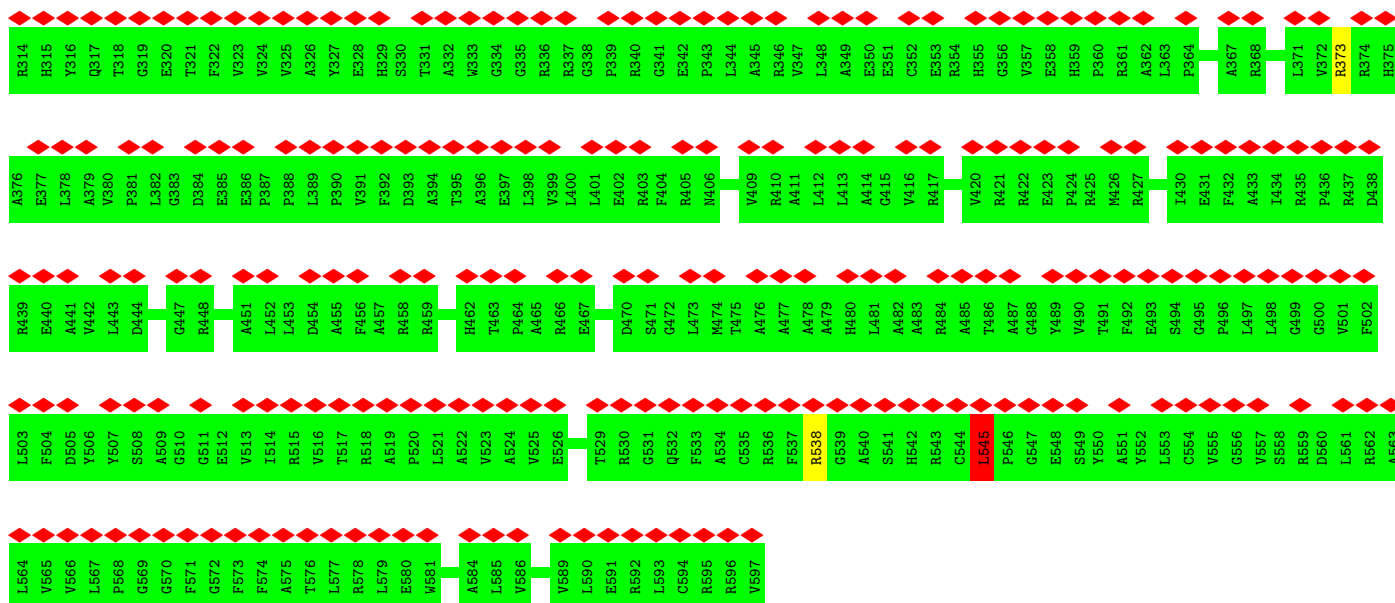 R314 H315 Y316 Q317 T318 G319 E320 T321 F322 V323 V324 V325 A326 Y327 E328 H329 S330 T331 A332 W333 G334 G335 R336 R337 G338 P339 R340 G341 E342 P343 L344 A345 R346 V347 L348 A349 E350 E351 C352 E353 R354 H355 G356 V357 E358 H359 P360 R361 A362 L363 P364 A367 R368 L371 V372 R373 R374 H375
A376 E377 L378 A379 V380 P381 L382 G383 D384 E385 E386 P387 P388 L389 P390 V391 F392 D393 A394 T395 A396 E397 L398 V399 L400 L401 E402 R403 F404 R405 N406 V409 R410 A411 L412 L413 A414 G415 V416 R417 V420 R421 R422 E423 P424 R425 M426 R427 I430 E431 F432 A433 I434 R435 P436 R437 D438
R439 E440 A441 V442 L443 D444 G447 R448 A451 L452 L453 D454 A455 F456 A457 R458 R459 H462 T463 P464 A465 R466 E467 D470 S471 G472 L473 M474 T475 A476 A477 A478 A479 H480 L481 A482 A483 R484 A485 T486 A487 G488 Y489 V490 T491 F492 E493 S494 G495 P496 L497 L498 G499 G500 V501 F502
L503 F504 D505 Y506 Y507 S508 A509 G510 G511 E512 V513 I514 R515 V516 T517 R518 A519 P520 L521 A522 V523 A524 V525 E526 T529 R530 G531 Q532 F533 A534 C535 R536 F537 R538 G539 A540 S541 H542 R543 C544 L545 P546 G547 E548 S549 Y550 A551 Y552 L553 C554 V555 G556 V557 S558 R559 D560 L561 R562 A563
L564 V565 V566 L567 P568 G569 G570 F571 G572 F573 F574 A575 T576 L577 R578 L579 E580 W581 A584 L585 V586 V589 L590 E591 R592 L593 C594 R595 R596 V597